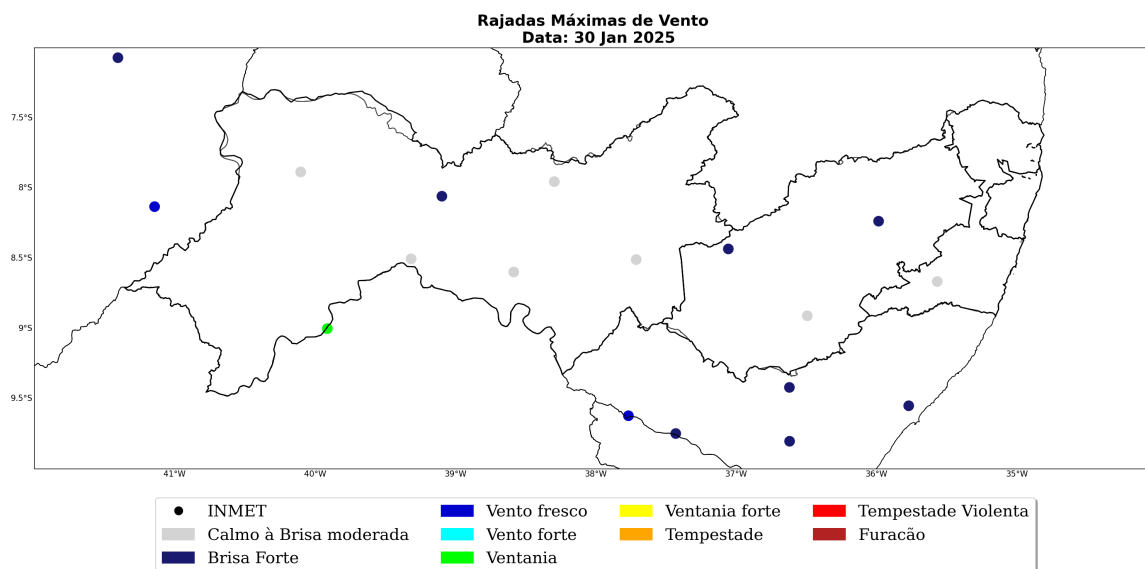 Rajadas Máximas de Vento
Data: 30 Jan 2025
7.5°S
8°S
8.5°S
9°S
9.5°S
41°W 40°W 39°W 38°W 37°W 36°W 35°W
INMET
Calmo à Brisa moderada
Brisa Forte
Vento fresco
Vento forte
Ventania
Ventania forte
Tempestade
Tempestade Violenta
Furacão